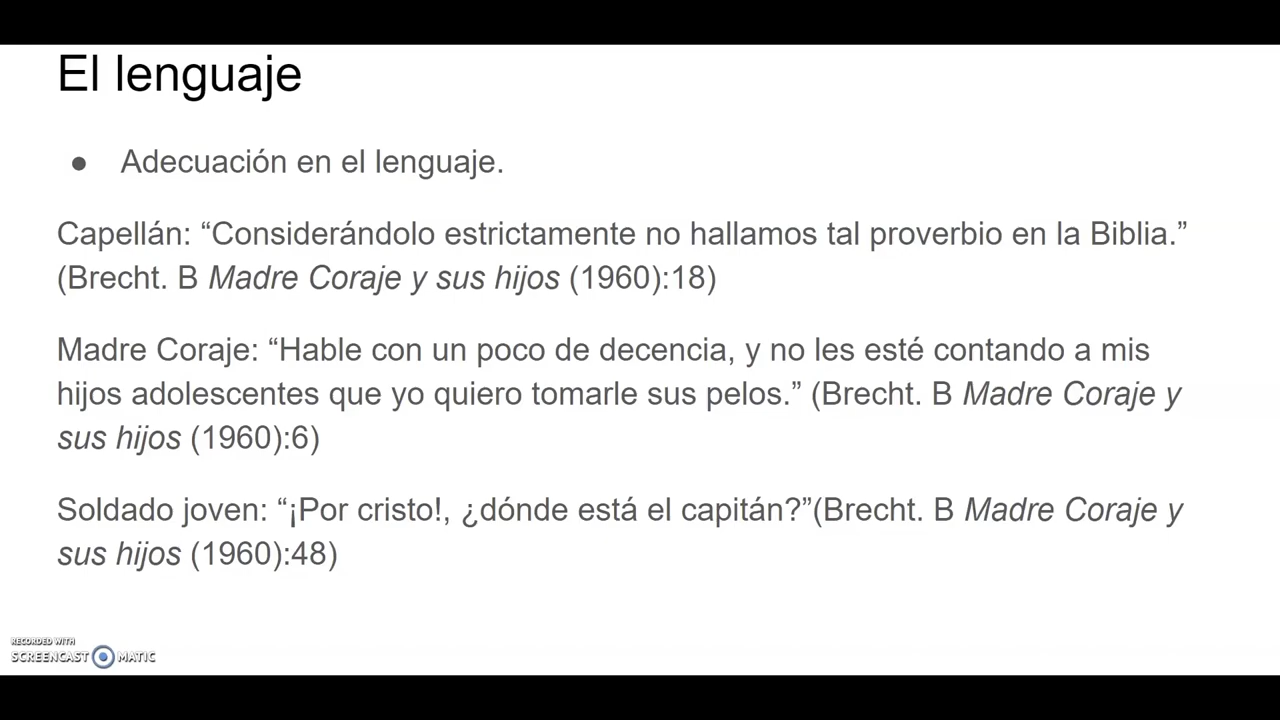 El lenguaje
● Adecuación en el lenguaje.
Capellán: “Considerándolo estrictamente no hallamos tal proverbio en la Biblia.”
(Brecht. B Madre Coraje y sus hijos (1960):18)
Madre Coraje: “Hable con un poco de decencia, y no les esté contando a mis
hijos adolescentes que yo quiero tomarle sus pelos.” (Brecht. B Madre Coraje y
sus hijos (1960):6)
Soldado joven: “¡Por cristo!, ¿dónde está el capitán?”(Brecht. B Madre Coraje y
sus hijos (1960):48)
RECORDED WITH
SCREENCAST MATIC